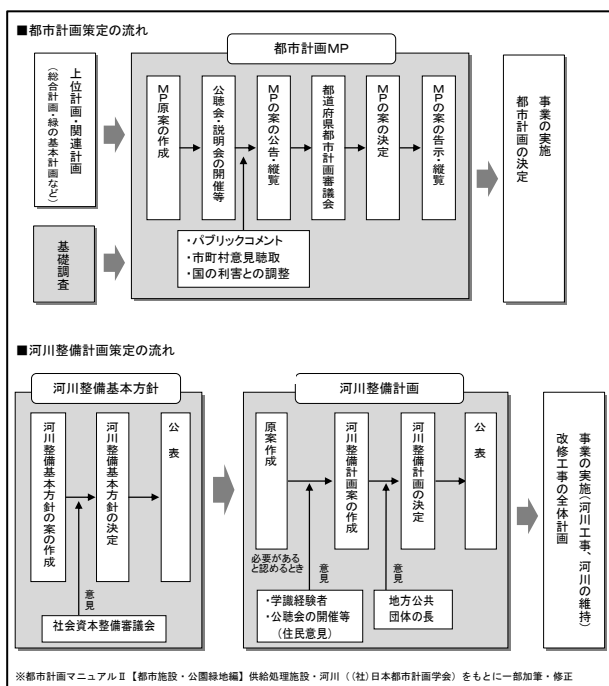 ■都市計画策定の流れ
都市計画MP
上位計画・関連計画
（総合計画・緑の基本計画など）
基礎調査
ＭＰ原案の作成
公聴会・説明会の開催等
ＭＰの案の公告・縦覧
都道府県都市計画審議会
ＭＰの案の決定
ＭＰの案の告示・縦覧
・パブリックコメント
・市町村意見聴取
・国の利害との調整
事業の実施
都市計画の決定
■河川整備計画策定の流れ
河川整備基本方針
河川整備基本方針の案の作成
河川整備基本方針の決定
公表
意見
社会資本整備審議会
河川整備計画
原案作成
河川整備計画案の作成
河川整備計画の決定
公表
必要がある
と認めるとき
意見
意見
・学識経験者
・公聴会の開催等
（住民意見）
地方公共
団体の長
事業の実施（河川工事、河川の維持）
改修工事の全体計画
※都市計画マニュアルⅡ【都市施設・公園緑地編】供給処理施設・河川（(社)日本都市計画学会）をもとに一部加筆・修正